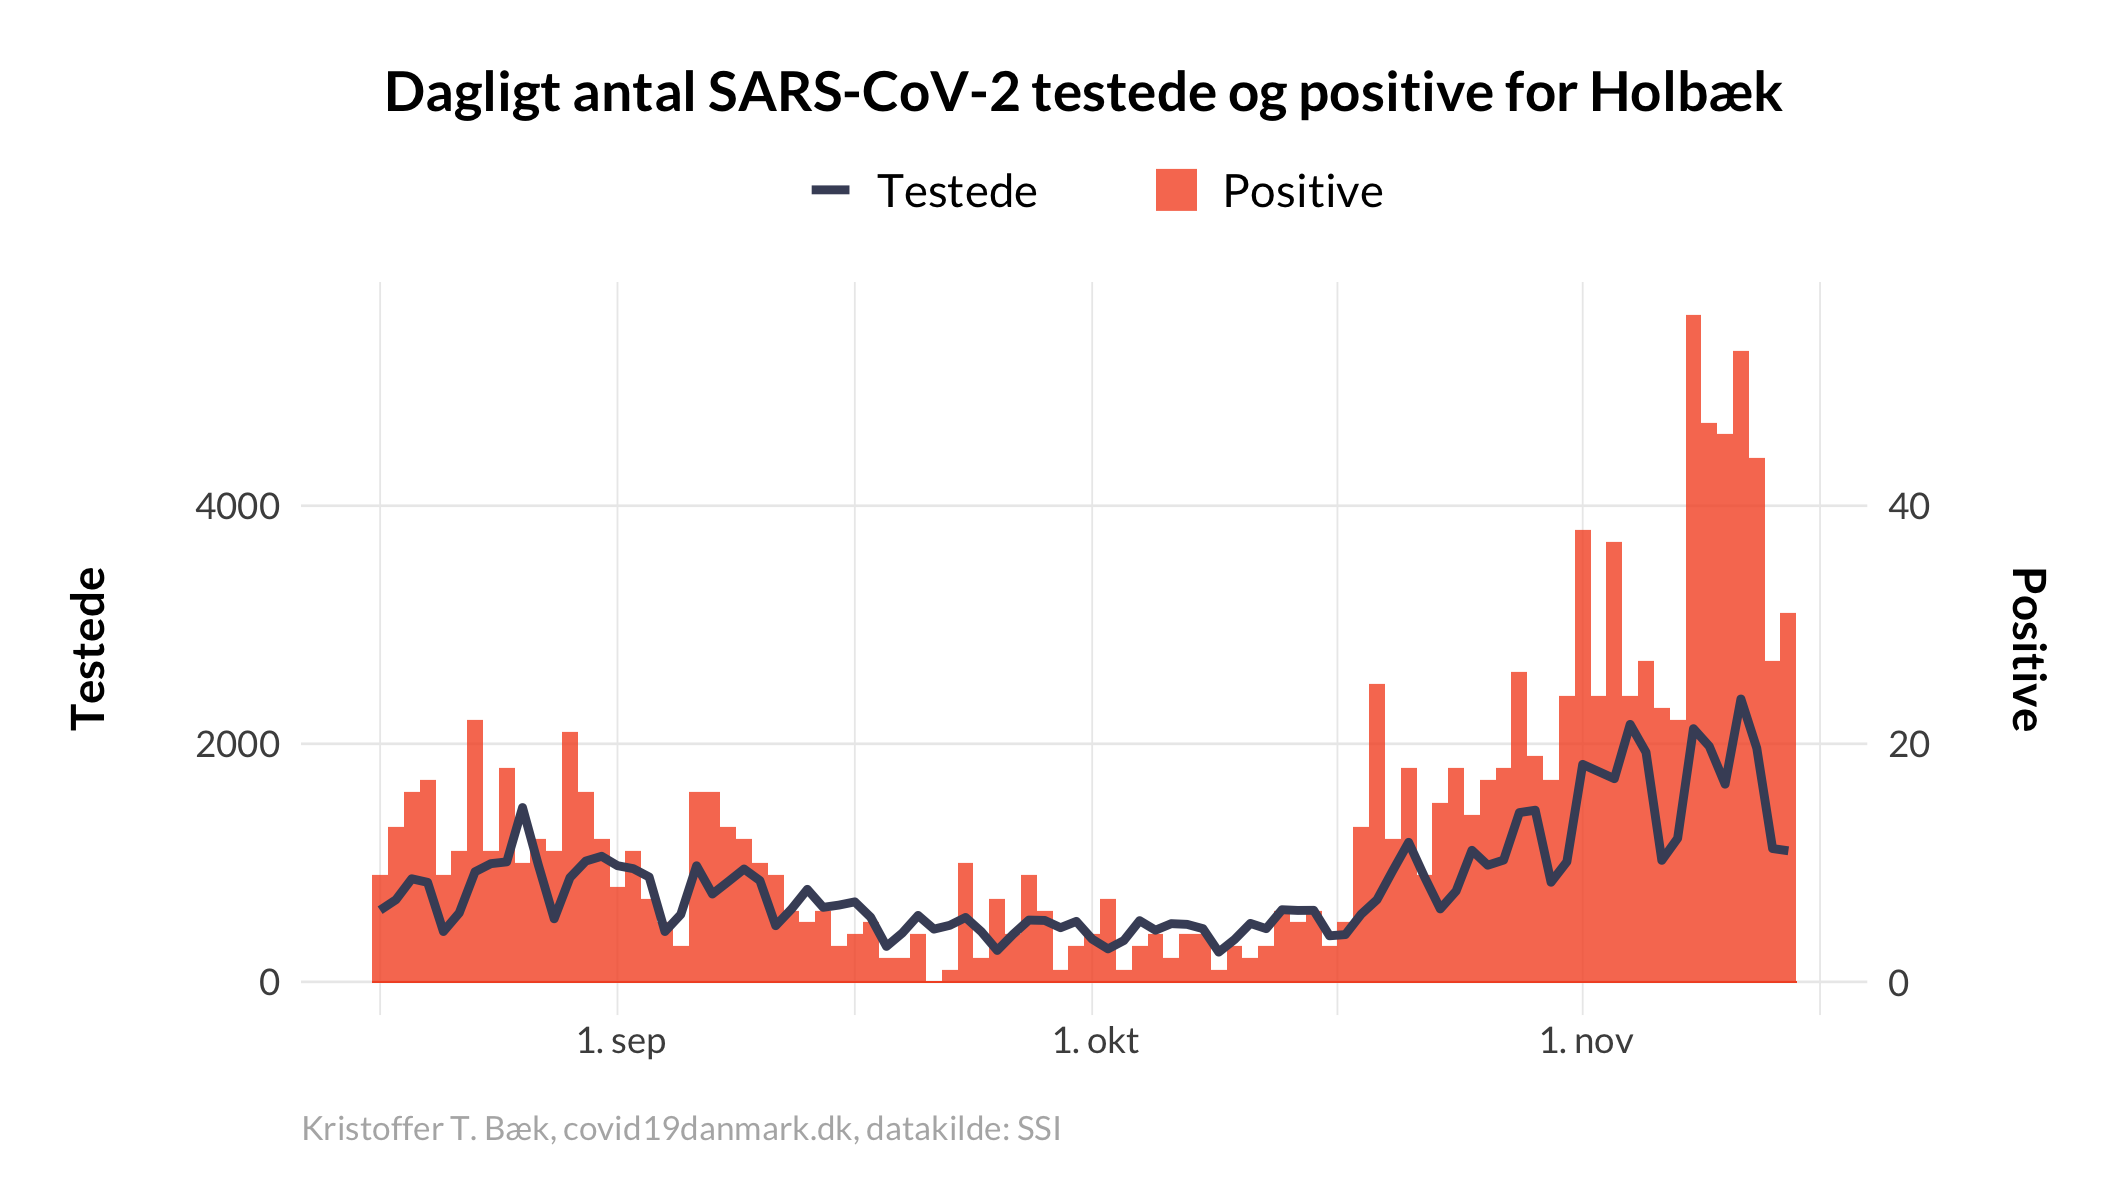 Dagligt antal SARS-CoV-2 testede og positive for Holbæk
Testede Positive
4000
2000
0
Testede
40
20
0
Positive
1. sep 1. okt 1. nov
Kristoffer T. Bæk, covid19danmark.dk, datakilde: SSI